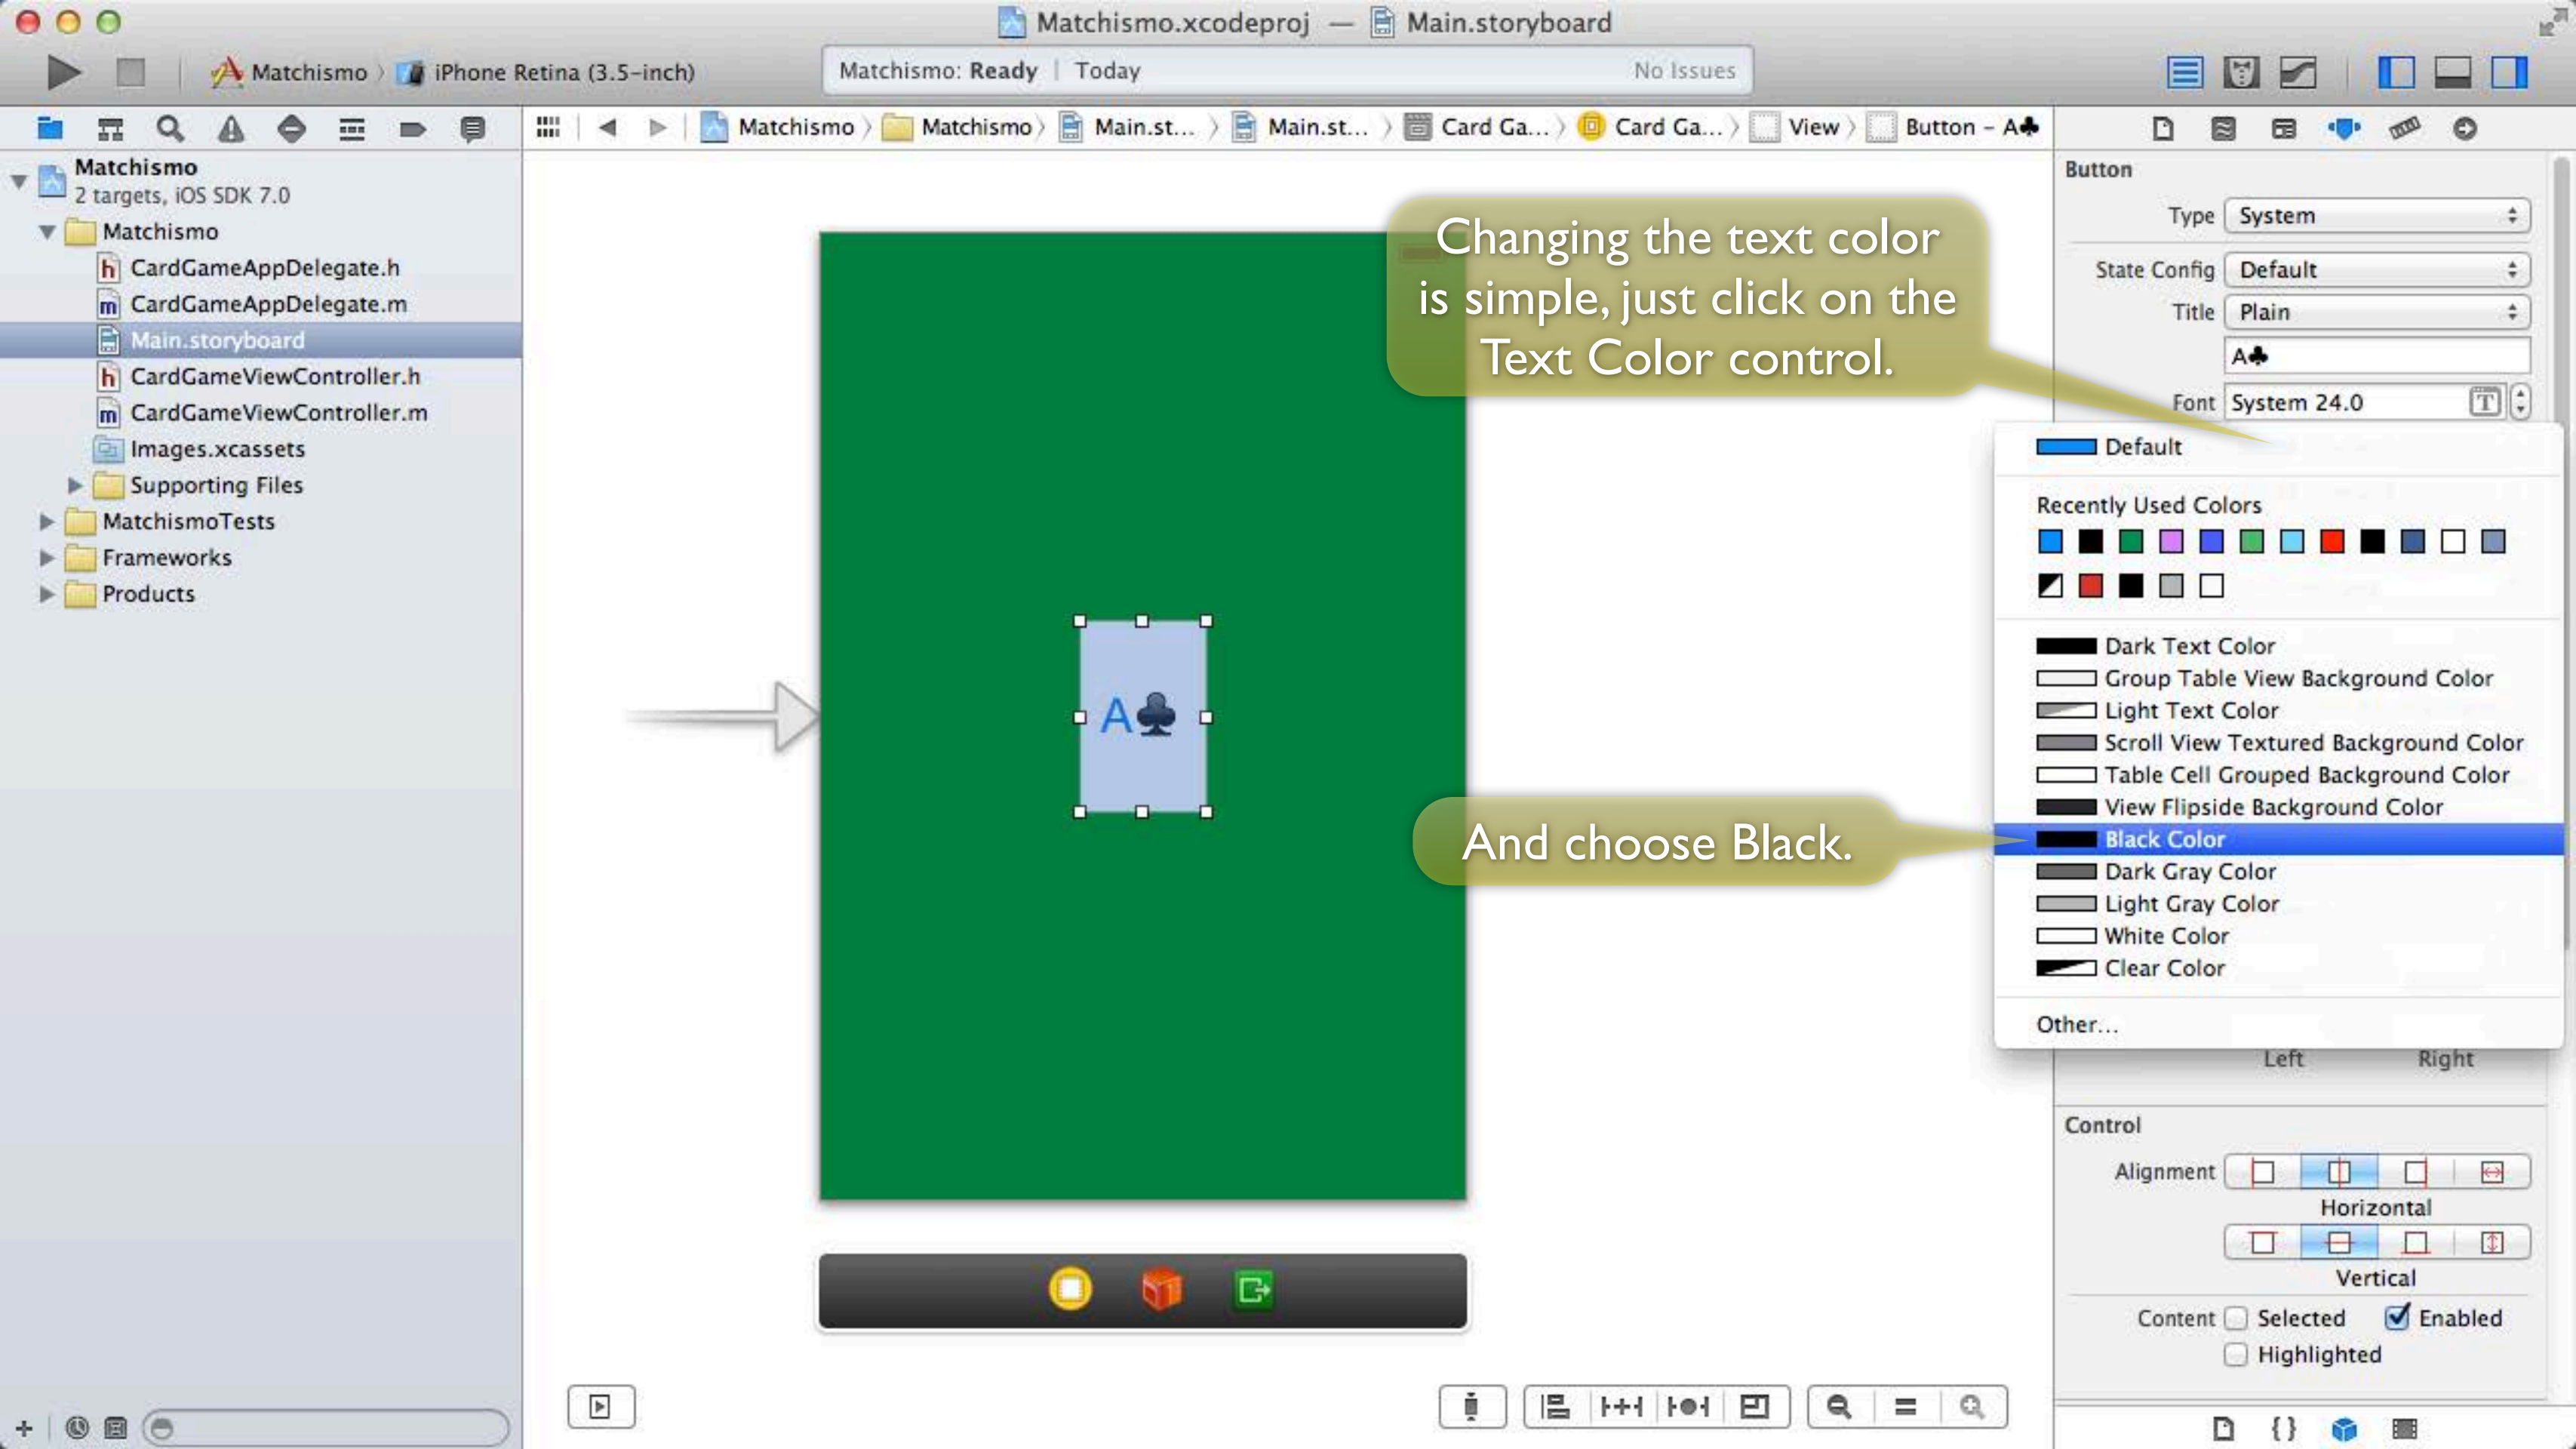 Matchismo.xcodeproj — Main.storyboard
Matchismo 〉 iPhone Retina (3.5-inch)
Matchismo: Ready | Today
No Issues
Matchismo 〉 Matchismo 〉 Main.st... 〉 Main.st... 〉 Card Ga... 〉 Card Ga... 〉 View 〉 Button - A♣
Matchismo
2 targets, iOS SDK 7.0
Matchismo
h CardGameAppDelegate.h
m CardGameAppDelegate.m
Main.storyboard
h CardGameViewController.h
m CardGameViewController.m
Images.xcassets
Supporting Files
MatchismoTests
Frameworks
Products
Changing the text color
is simple, just click on the
Text Color control.
A♣
And choose Black.
Button
Type System
State Config Default
Title Plain
A♣
Font System 24.0 T
Default
Recently Used Colors
Dark Text Color
Group Table View Background Color
Light Text Color
Scroll View Textured Background Color
Table Cell Grouped Background Color
View Flipside Background Color
Black Color
Dark Gray Color
Light Gray Color
White Color
Clear Color
Other...
Left Right
Control
Alignment
Horizontal
Vertical
Content Selected Enabled
Highlighted
{}